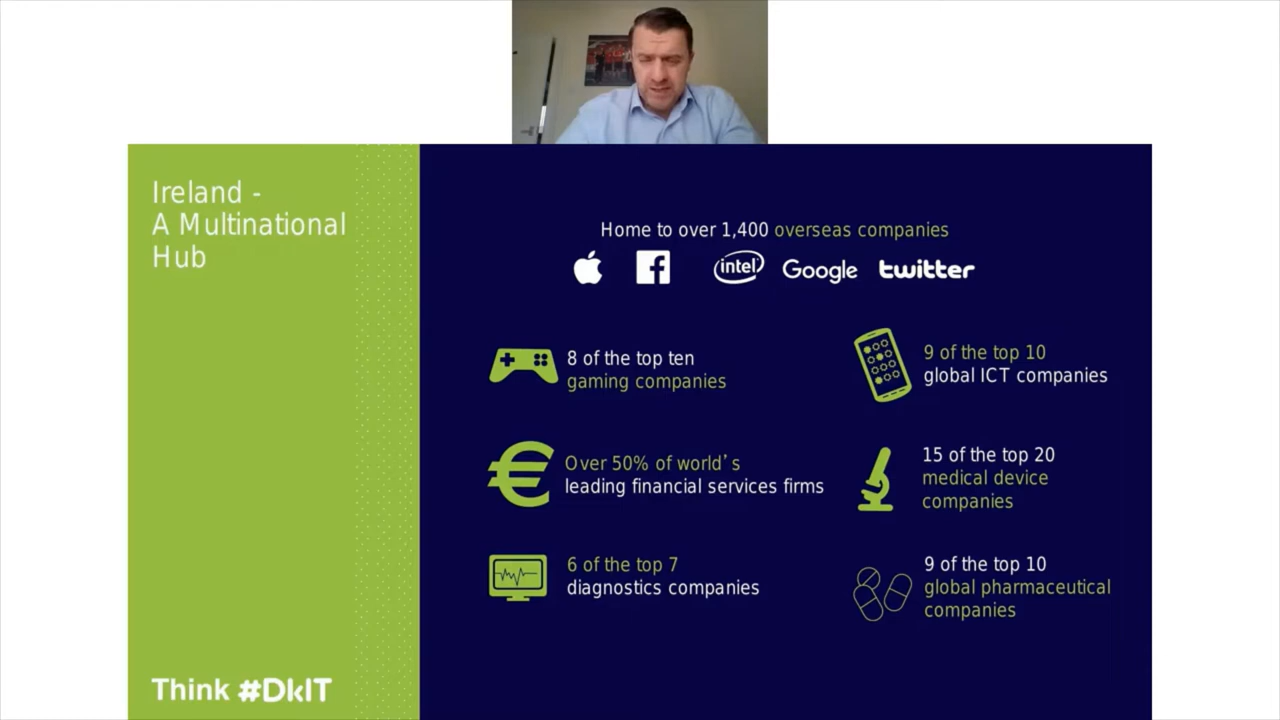 Ireland -
A Multinational
Hub
Home to over 1,400 overseas companies
intel Google twitter
8 of the top ten
gaming companies
9 of the top 10
global ICT companies
Over 50% of world's
leading financial services firms
15 of the top 20
medical device
companies
6 of the top 7
diagnostics companies
9 of the top 10
global pharmaceutical
companies
Think #DkIT